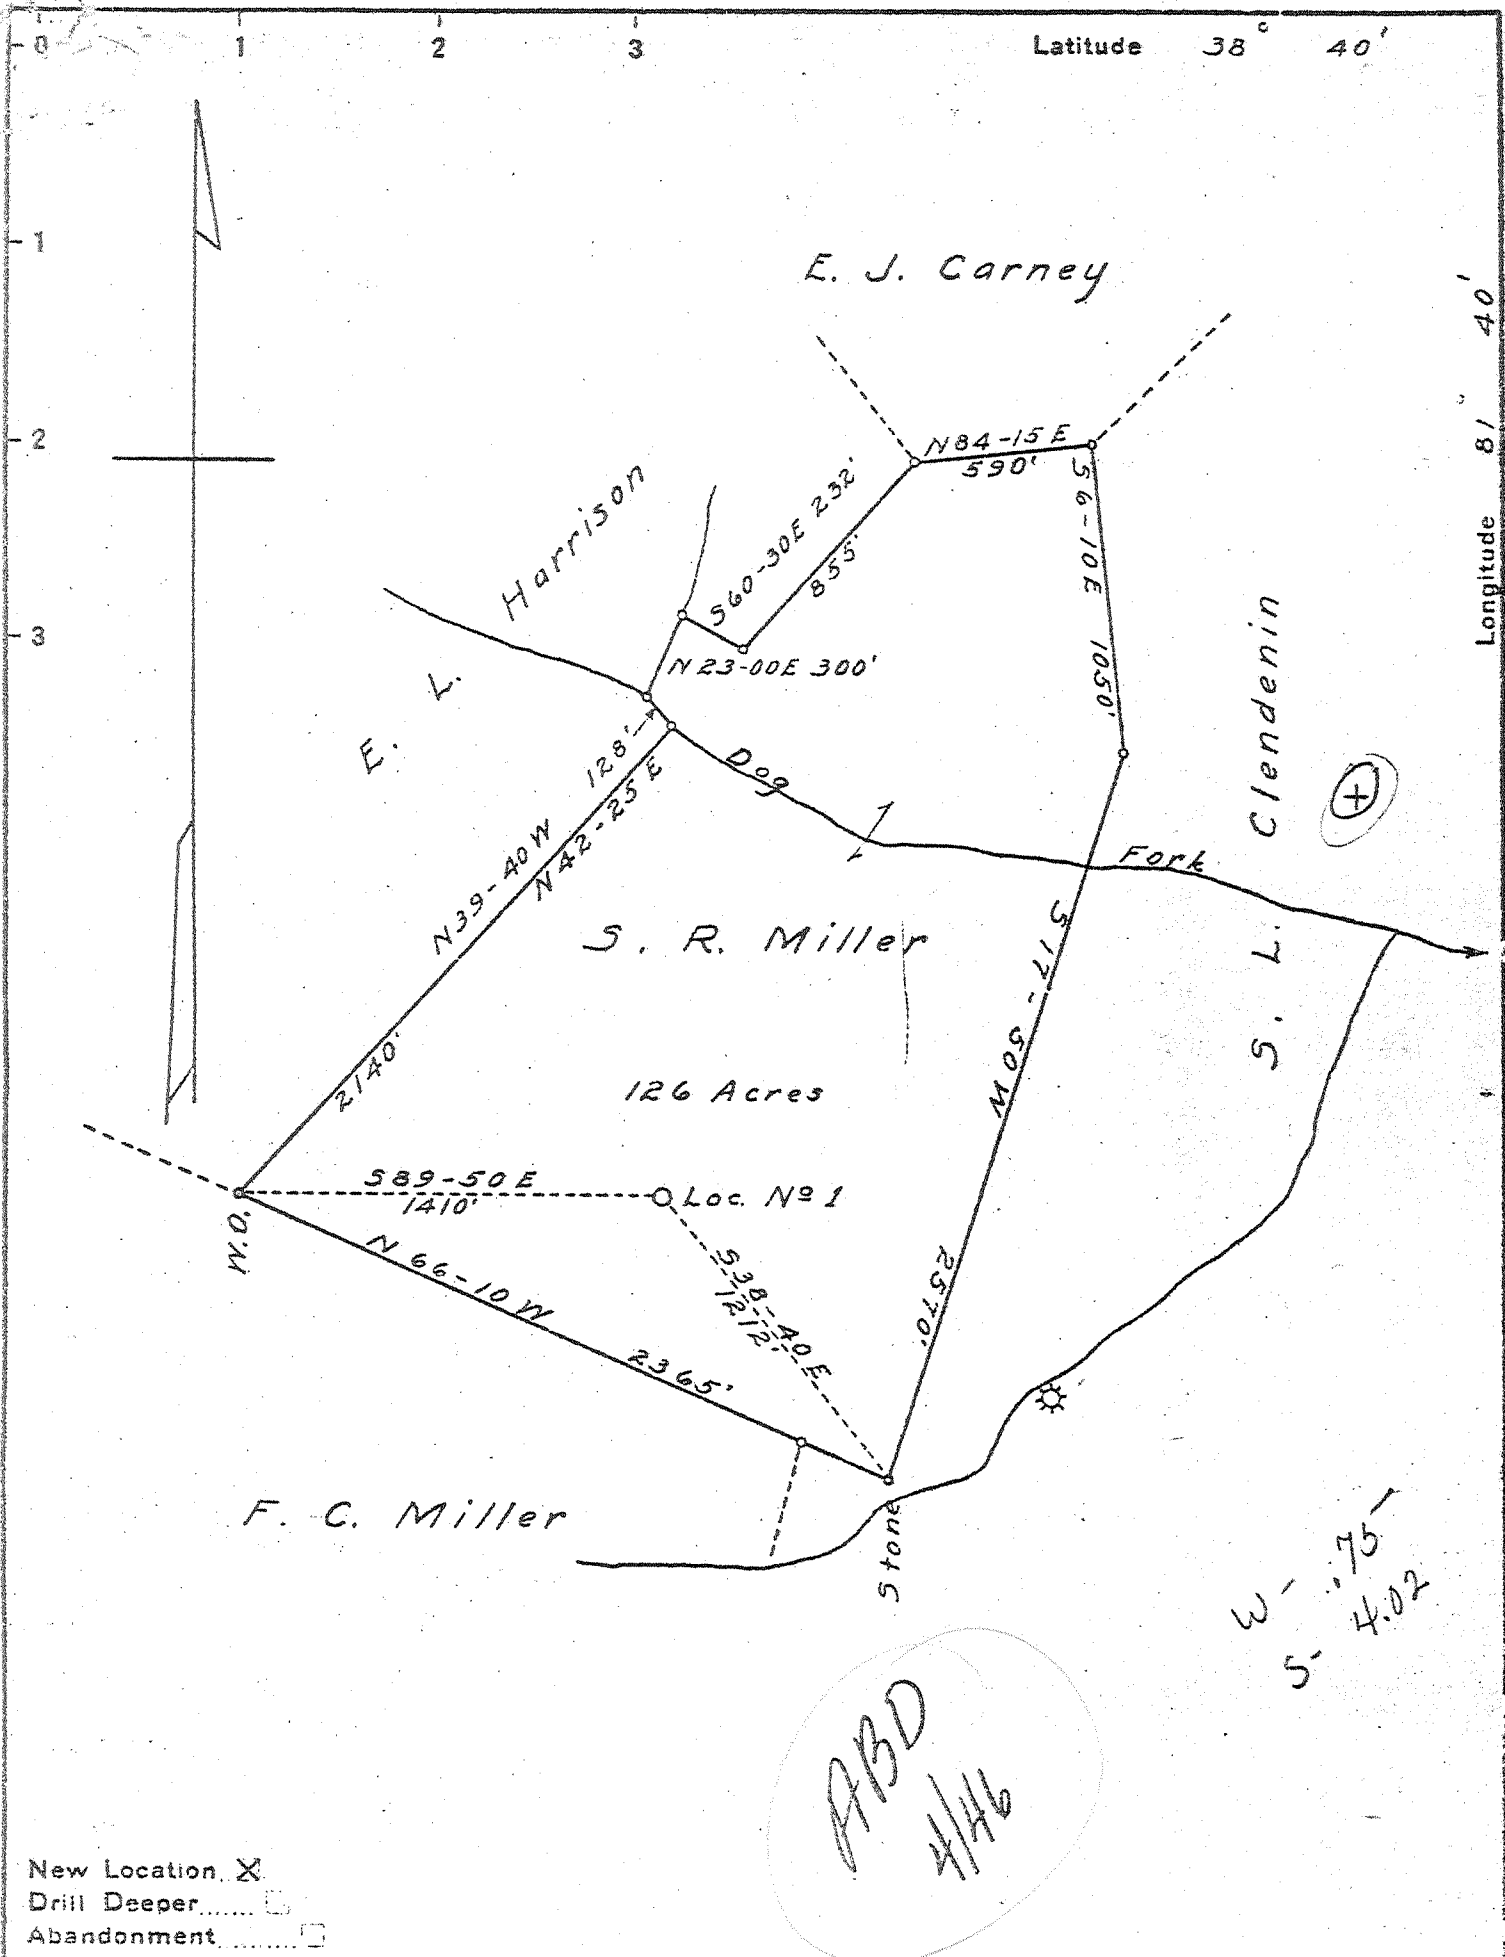 0 1 2 3 Latitude 38° 40'
1
2
3
Longitude 81° 40'
E. J. Carney
N84-15E
590'
S6-10E 1050'
S60-30E 232'
855'
N23-00E 300'
E. L. Harrison
128'
N39-40W
N42-25E
2140'
Dog Fork
S. L. Clendenin
+
S. R. Miller
S17-50W
2570'
126 Acres
S89-50E
1410'
Loc. Nº 1
W.O.
N66-10W
2365'
S38-40E
1212'
F. C. Miller
Stone
W- .75
S- 4.02
ABD
4/46
New Location X
Drill Deeper
Abandonment